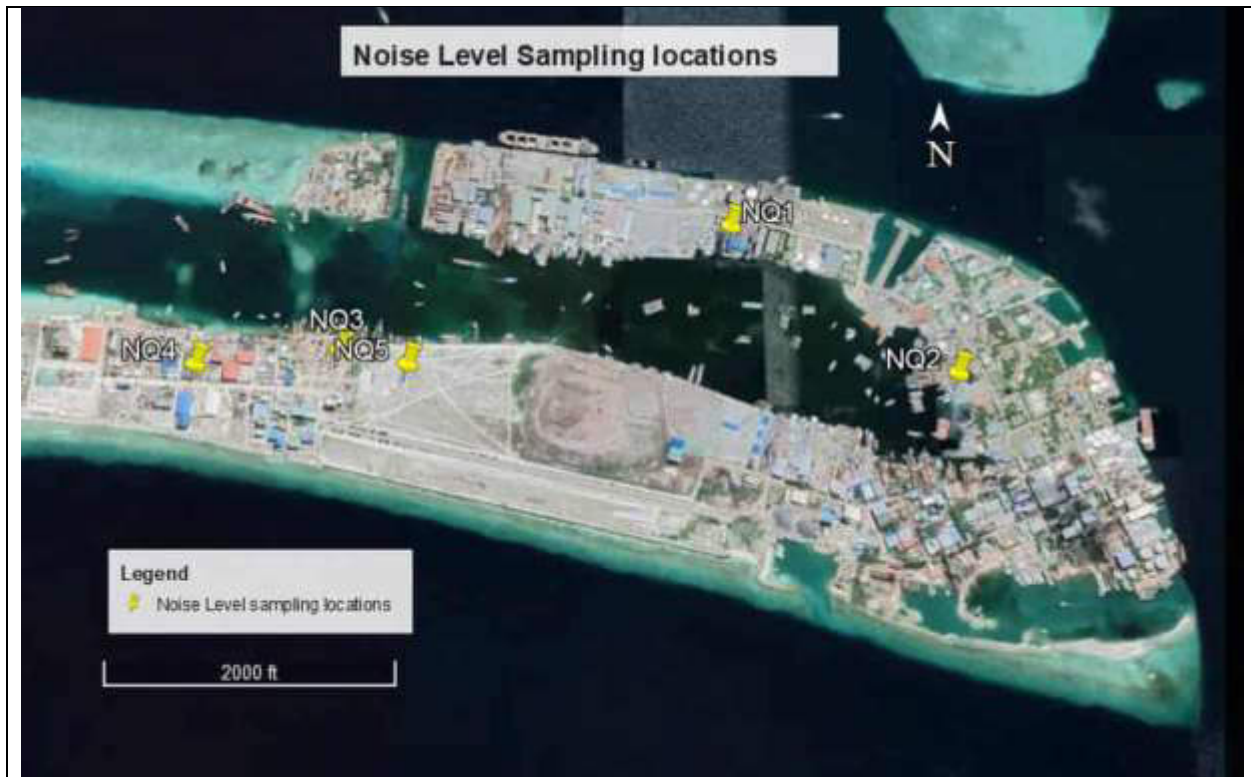 Noise Level Sampling locations
N
NQ1
NQ3
NQ4
NQ5
NQ2
Legend
Noise Level sampling locations
2000 ft